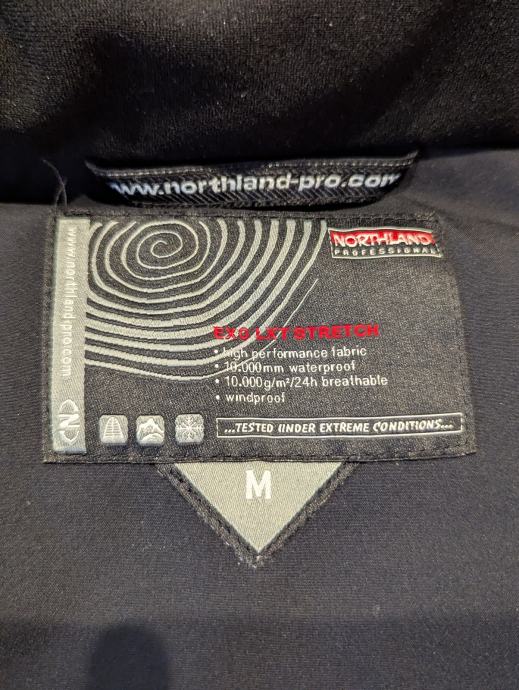 www.northland-pro.com
www.northland-pro.com
NORTHLAND
PROFESSIONAL
EXO LXT STRETCH
• high performance fabric
• 10.000mm waterproof
• 10.000g/m²/24h breathable
• windproof
...TESTED UNDER EXTREME CONDITIONS...
M